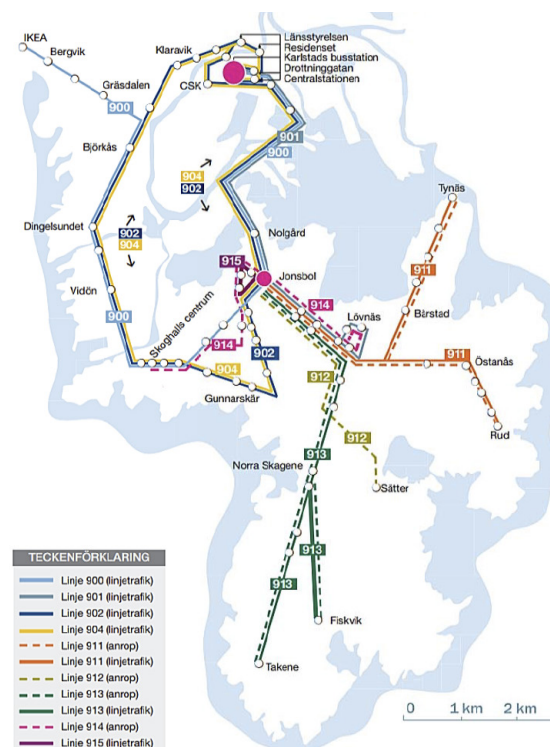 IKEA
Bergvik
Gräsdalen
900
Björkås
Klaravik
CSK
Länsstyrelsen
Residenset
Karlstads busstation
Drottninggatan
Centralstationen
901
900
904
902
Dingelsundet
902
904
Vidön
900
Nolgård
915
Jonsbol
Skoghalls centrum
914
902
904
Gunnarskär
914
Lövnäs
Tynäs
911
Bärstad
911
Östanås
Rud
912
912
Sätter
Norra Skagene
913
913
913
Fiskvik
Takene
TECKENFÖRKLARING
Linje 900 (linjetrafik)
Linje 901 (linjetrafik)
Linje 902 (linjetrafik)
Linje 904 (linjetrafik)
Linje 911 (anrop)
Linje 911 (linjetrafik)
Linje 912 (anrop)
Linje 913 (anrop)
Linje 913 (linjetrafik)
Linje 914 (anrop)
Linje 915 (linjetrafik)
0 1 km 2 km